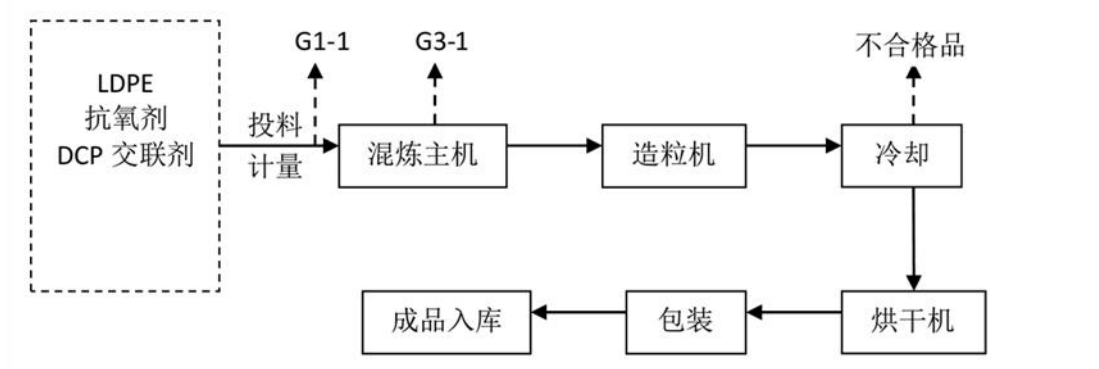 G1-1
G3-1
不合格品
LDPE
抗氧剂
DCP 交联剂
投料
计量
混炼主机
造粒机
冷却
成品入库
包装
烘干机